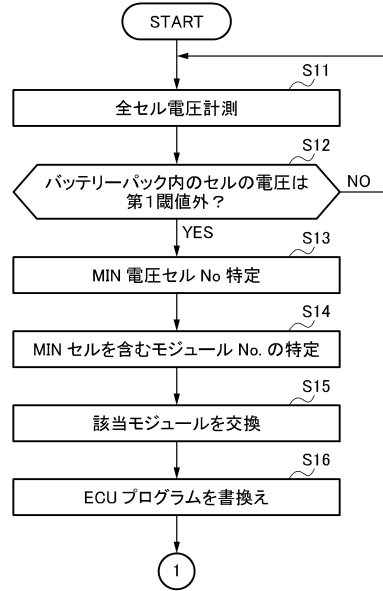 START
S11
全セル電圧計測
S12
バッテリーパック内のセルの電圧は
第1閾値外？
NO
YES
S13
MIN 電圧セル No 特定
S14
MIN セルを含むモジュール No. の特定
S15
該当モジュールを交換
S16
ECU プログラムを書換え
1